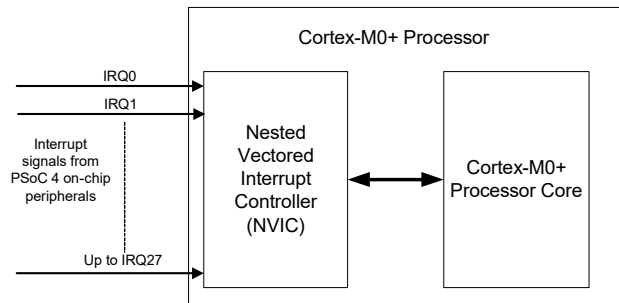 Cortex-M0+ Processor
IRQ0
IRQ1
Interrupt
signals from
PSoC 4 on-chip
peripherals
Up to IRQ27
Nested
Vectored
Interrupt
Controller
(NVIC)
Cortex-M0+
Processor Core